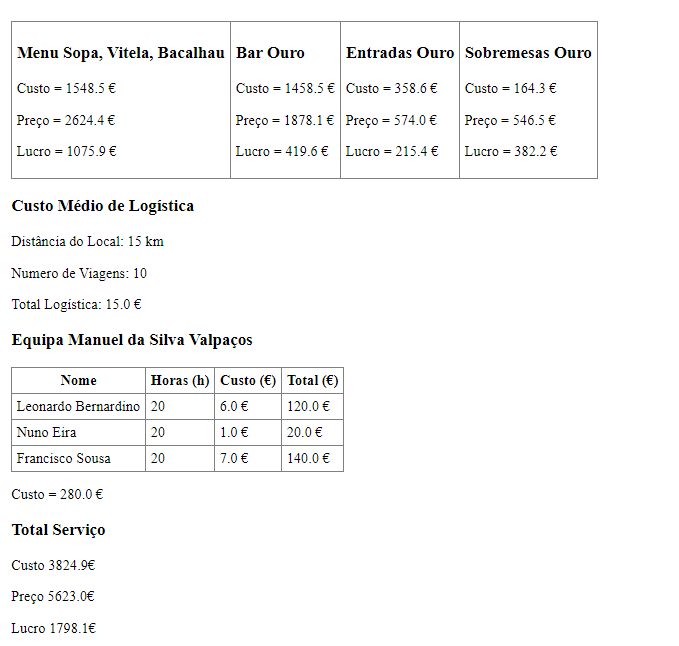 Menu Sopa, Vitela, Bacalhau Bar Ouro Entradas Ouro Sobremesas Ouro
Custo = 1548.5 € Custo = 1458.5 € Custo = 358.6 € Custo = 164.3 €
Preço = 2624.4 € Preço = 1878.1 € Preço = 574.0 € Preço = 546.5 €
Lucro = 1075.9 € Lucro = 419.6 € Lucro = 215.4 € Lucro = 382.2 €
Custo Médio de Logística
Distância do Local: 15 km
Numero de Viagens: 10
Total Logística: 15.0 €
Equipa Manuel da Silva Valpaços
Nome Horas (h) Custo (€) Total (€)
Leonardo Bernardino 20 6.0 € 120.0 €
Nuno Eira 20 1.0 € 20.0 €
Francisco Sousa 20 7.0 € 140.0 €
Custo = 280.0 €
Total Serviço
Custo 3824.9€
Preço 5623.0€
Lucro 1798.1€